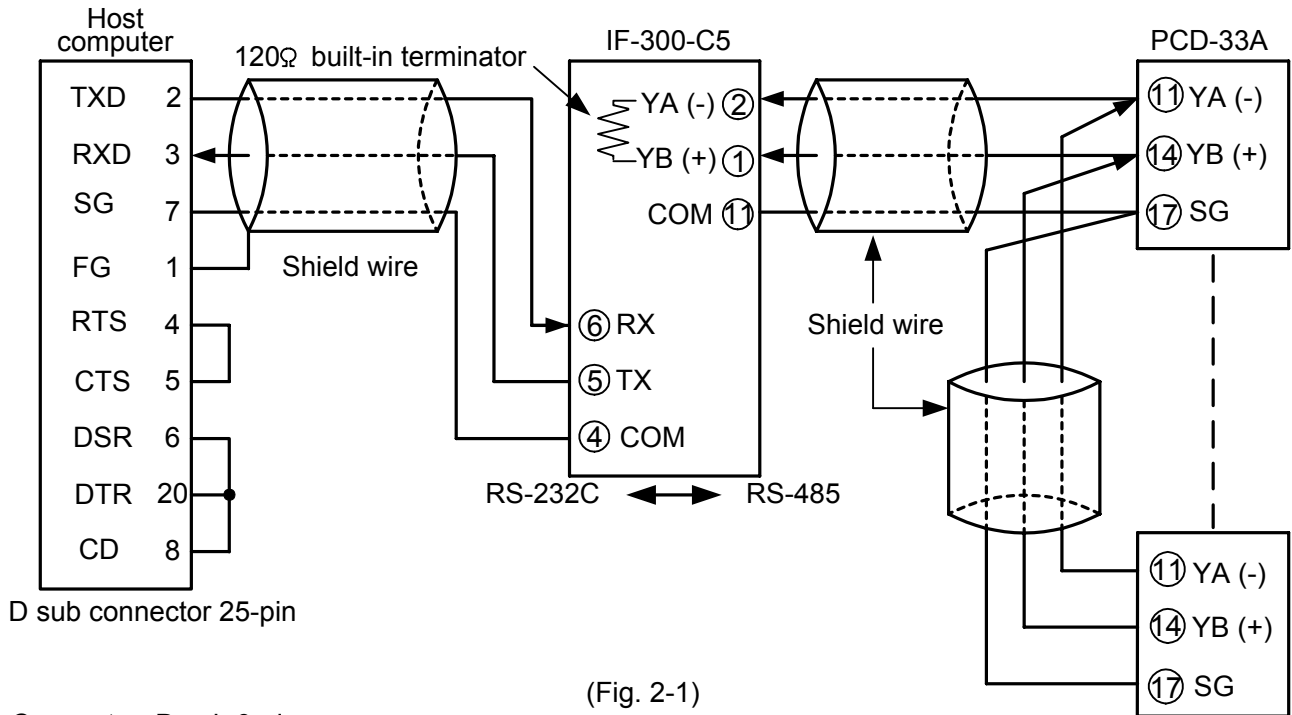 Host
computer
120Ω built-in terminator
IF-300-C5
PCD-33A
TXD 2
RXD 3
SG 7
FG 1
RTS 4
CTS 5
DSR 6
DTR 20
CD 8
D sub connector 25-pin
Shield wire
YA (-) ②
YB (+) ①
COM ⑪
⑥ RX
⑤ TX
④ COM
RS-232C
RS-485
Shield wire
⑪ YA (-)
⑭ YB (+)
⑰ SG
⑪ YA (-)
⑭ YB (+)
⑰ SG
(Fig. 2-1)